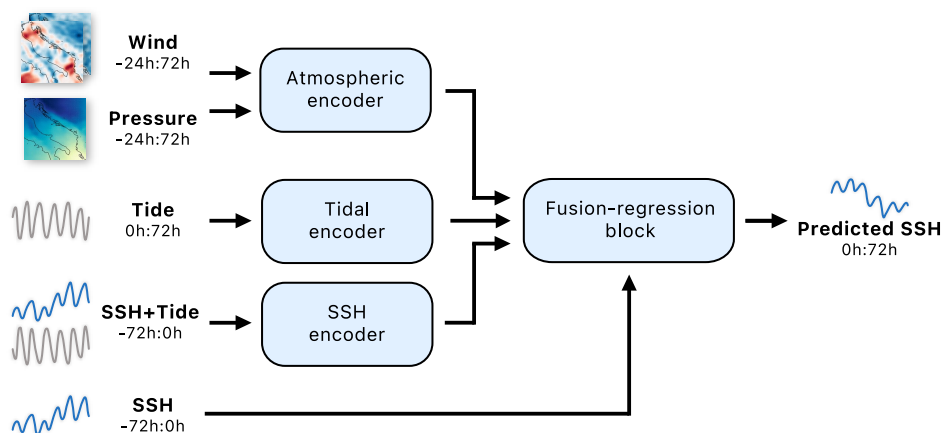 Wind
-24h:72h
Pressure
-24h:72h
Atmospheric
encoder
Tide
0h:72h
Tidal
encoder
SSH+Tide
-72h:0h
SSH
encoder
SSH
-72h:0h
Fusion-regression
block
Predicted SSH
0h:72h